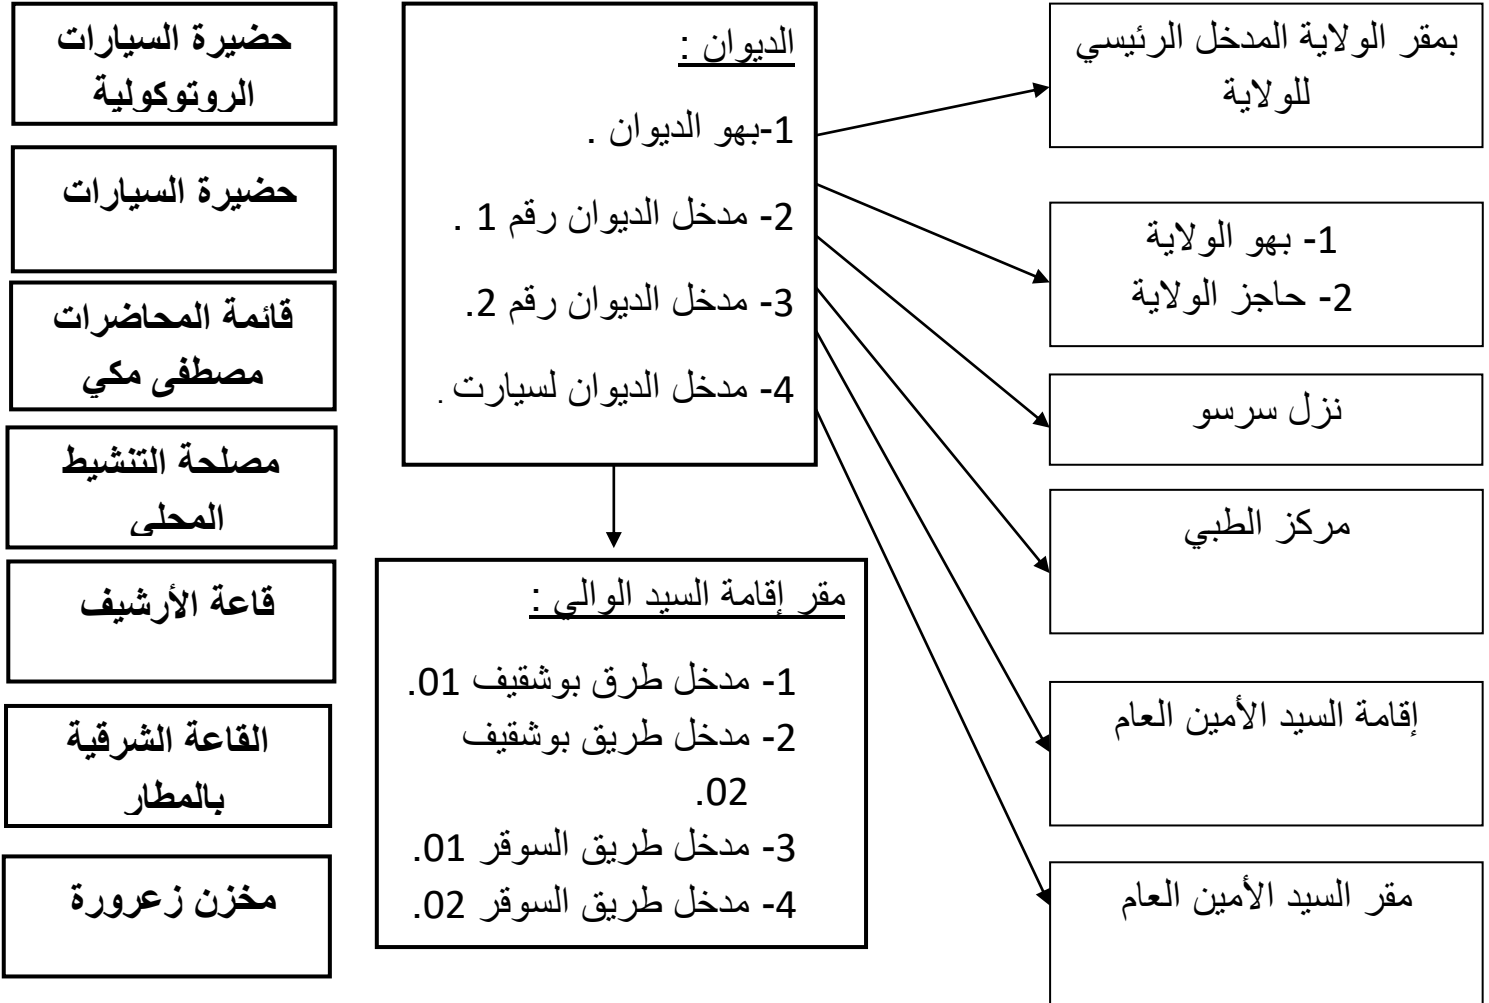 بمقر الولاية المدخل الرئيسي
للولاية
1- بهو الولاية
2- حاجز الولاية
نزل سرسو
مركز الطبي
إقامة السيد الأمين العام
مقر السيد الأمين العام
الديوان :
1-بهو الديوان .
2- مدخل الديوان رقم 1 .
3- مدخل الديوان رقم 2.
4- مدخل الديوان لسيارت .
مقر إقامة السيد الوالي :
1- مدخل طرق بوشقيف 01.
2- مدخل طريق بوشقيف
02.
3- مدخل طريق السوقر 01.
4- مدخل طريق السوقر 02.
حضيرة السيارات
الروتوكولية
حضيرة السيارات
قائمة المحاضرات
مصطفى مكي
مصلحة التنشيط
المحلي
قاعة الأرشيف
القاعة الشرقية
بالمطار
مخزن زعرورة